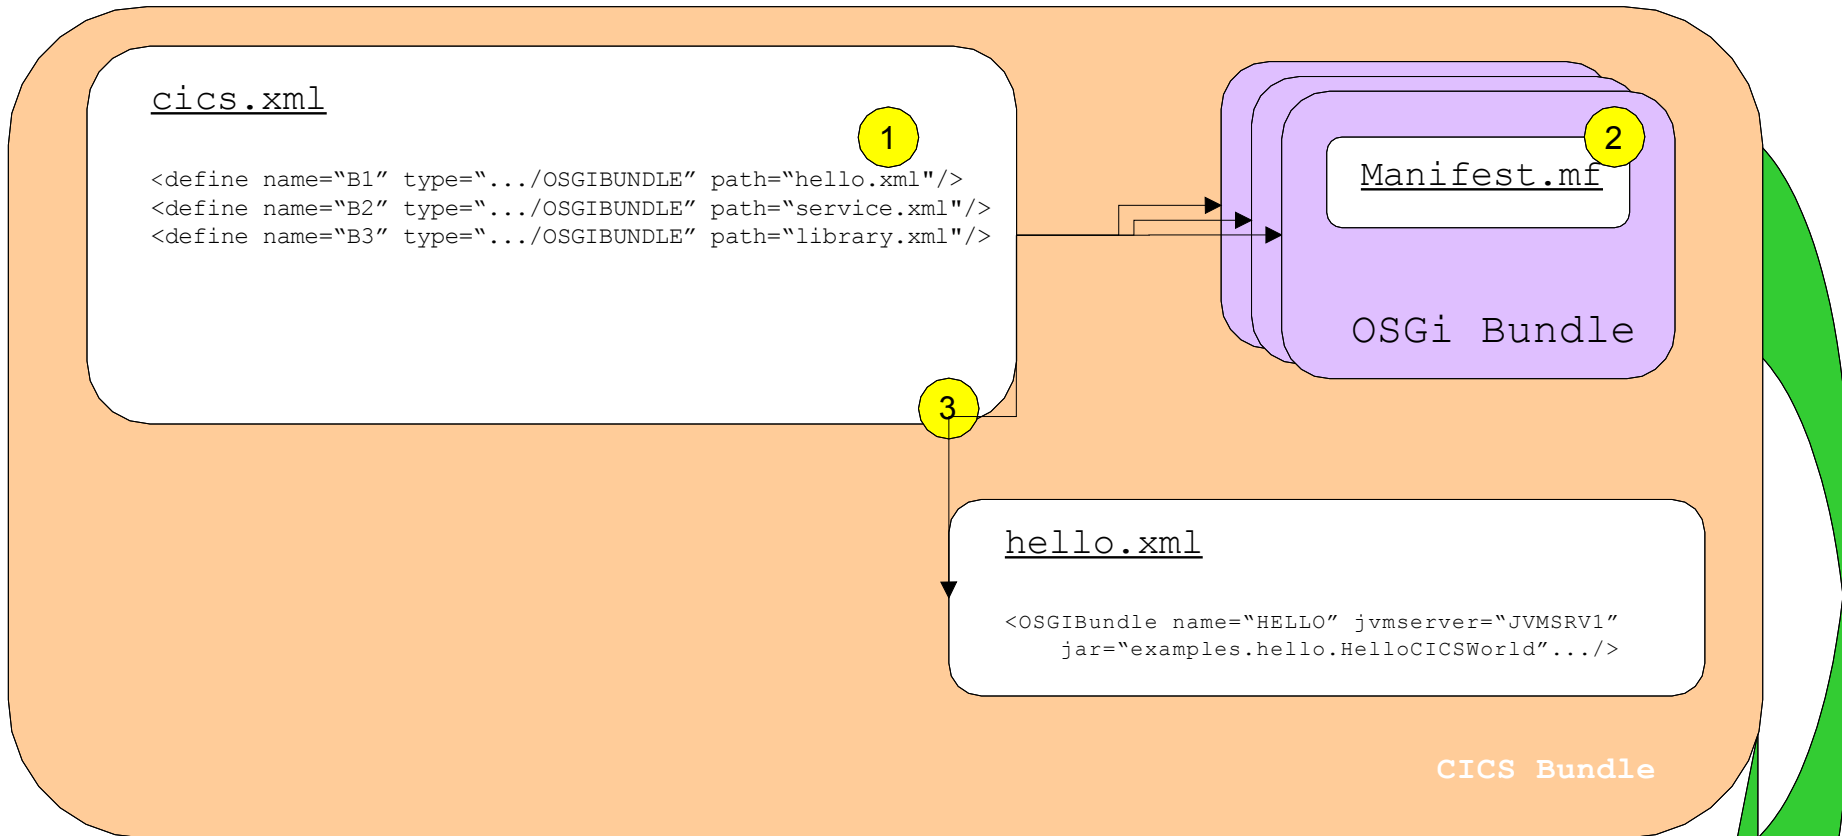 cics.xml
1
<define name=“B1” type=“.../OSGIBUNDLE” path=“hello.xml"/>
<define name=“B2” type=“.../OSGIBUNDLE” path=“service.xml"/>
<define name=“B3” type=“.../OSGIBUNDLE” path=“library.xml"/>
2
Manifest.mf
OSGi Bundle
3
hello.xml
<OSGIBundle name=“HELLO” jvmserver=“JVMSRV1”
jar=“examples.hello.HelloCICSWorld”.../>
CICS Bundle